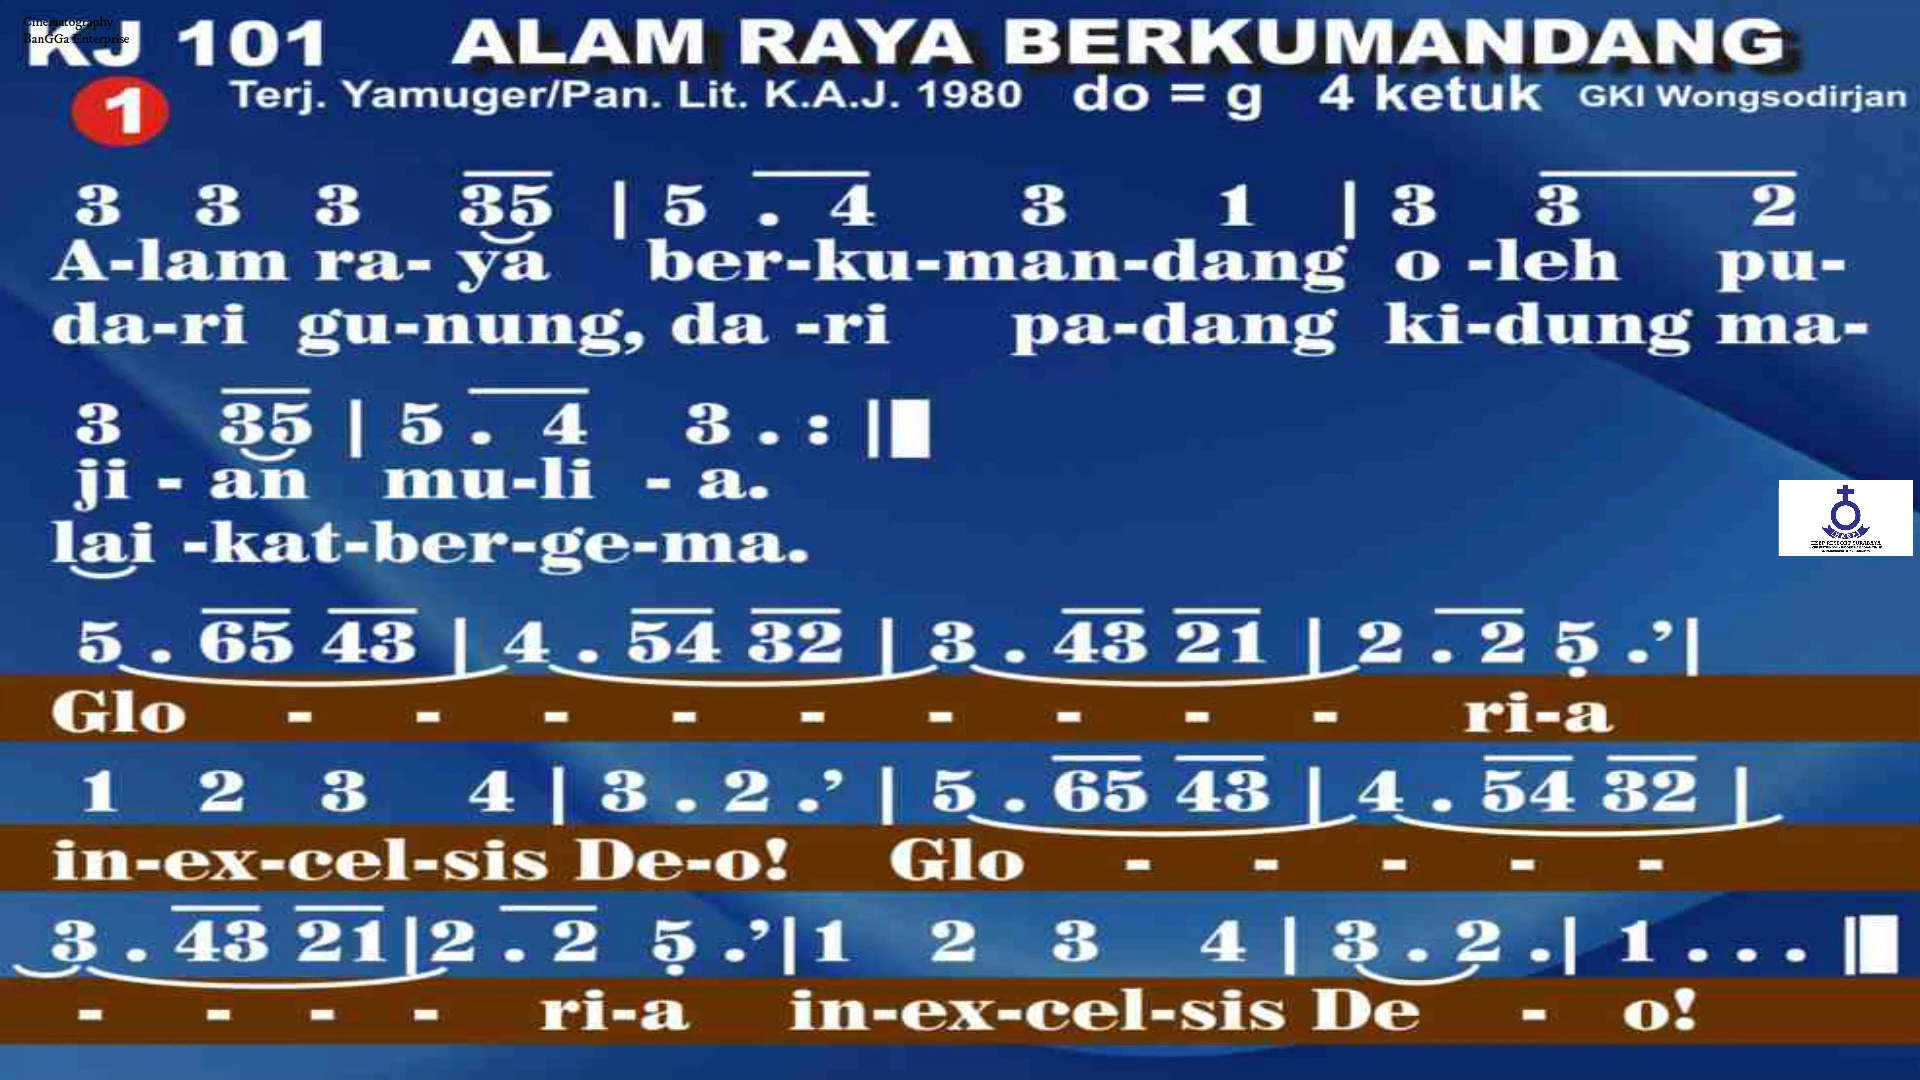 Cinematography
BanGGa Enterprise
KJ 101 ALAM RAYA BERKUMANDANG
1 Terj. Yamuger/Pan. Lit. K.A.J. 1980 do = g 4 ketuk GKI Wongsodirjan
3 3 3 35 | 5 . 4 3 1 | 3 3 2
A-lam ra- ya ber-ku-man-dang o -leh pu-
da-ri gu-nung, da -ri pa-dang ki-dung ma-
3 35 | 5 . 4 3 . : ||
ji - an mu-li - a.
lai -kat-ber-ge-ma.
5 . 65 43 | 4 . 54 32 | 3 . 43 21 | 2 . 2 5̣ .’ |
Glo - - - - - - - - - ri-a
1 2 3 4 | 3 . 2 .’ | 5 . 65 43 | 4 . 54 32 |
in-ex-cel-sis De-o! Glo - - - - -
3 . 43 21 | 2 . 2 5̣ .’ | 1 2 3 4 | 3 . 2 . | 1 . . . ||
- - - - ri-a in-ex-cel-sis De - o!